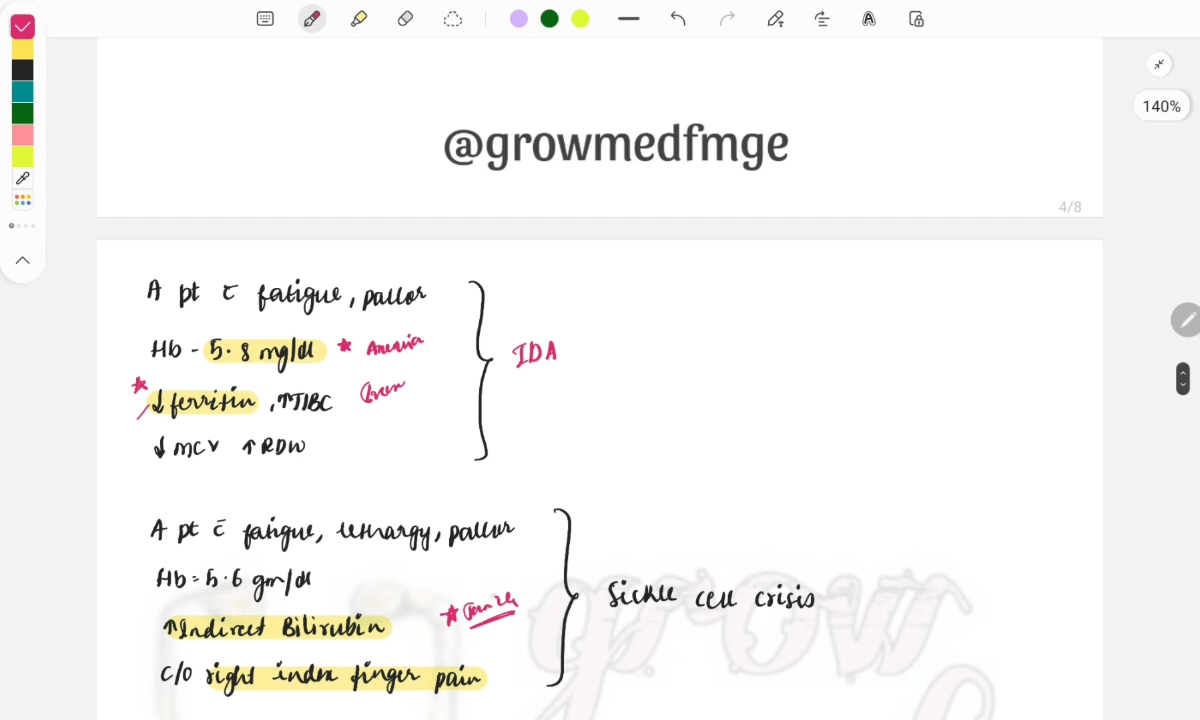 140%
@growmedfmge
4/8
A pt c̄ fatigue, pallor
Hb - 5.8 mg/dl * Anemia
↓ ferritin, ↑TIBC
↓ MCV ↑ RDW
IDA
A pt c̄ fatigue, lethargy, pallor
Hb = 5.6 gm/dl
↑Indirect Bilirubin
c/o right index finger pain
Sickle cell crisis
grow